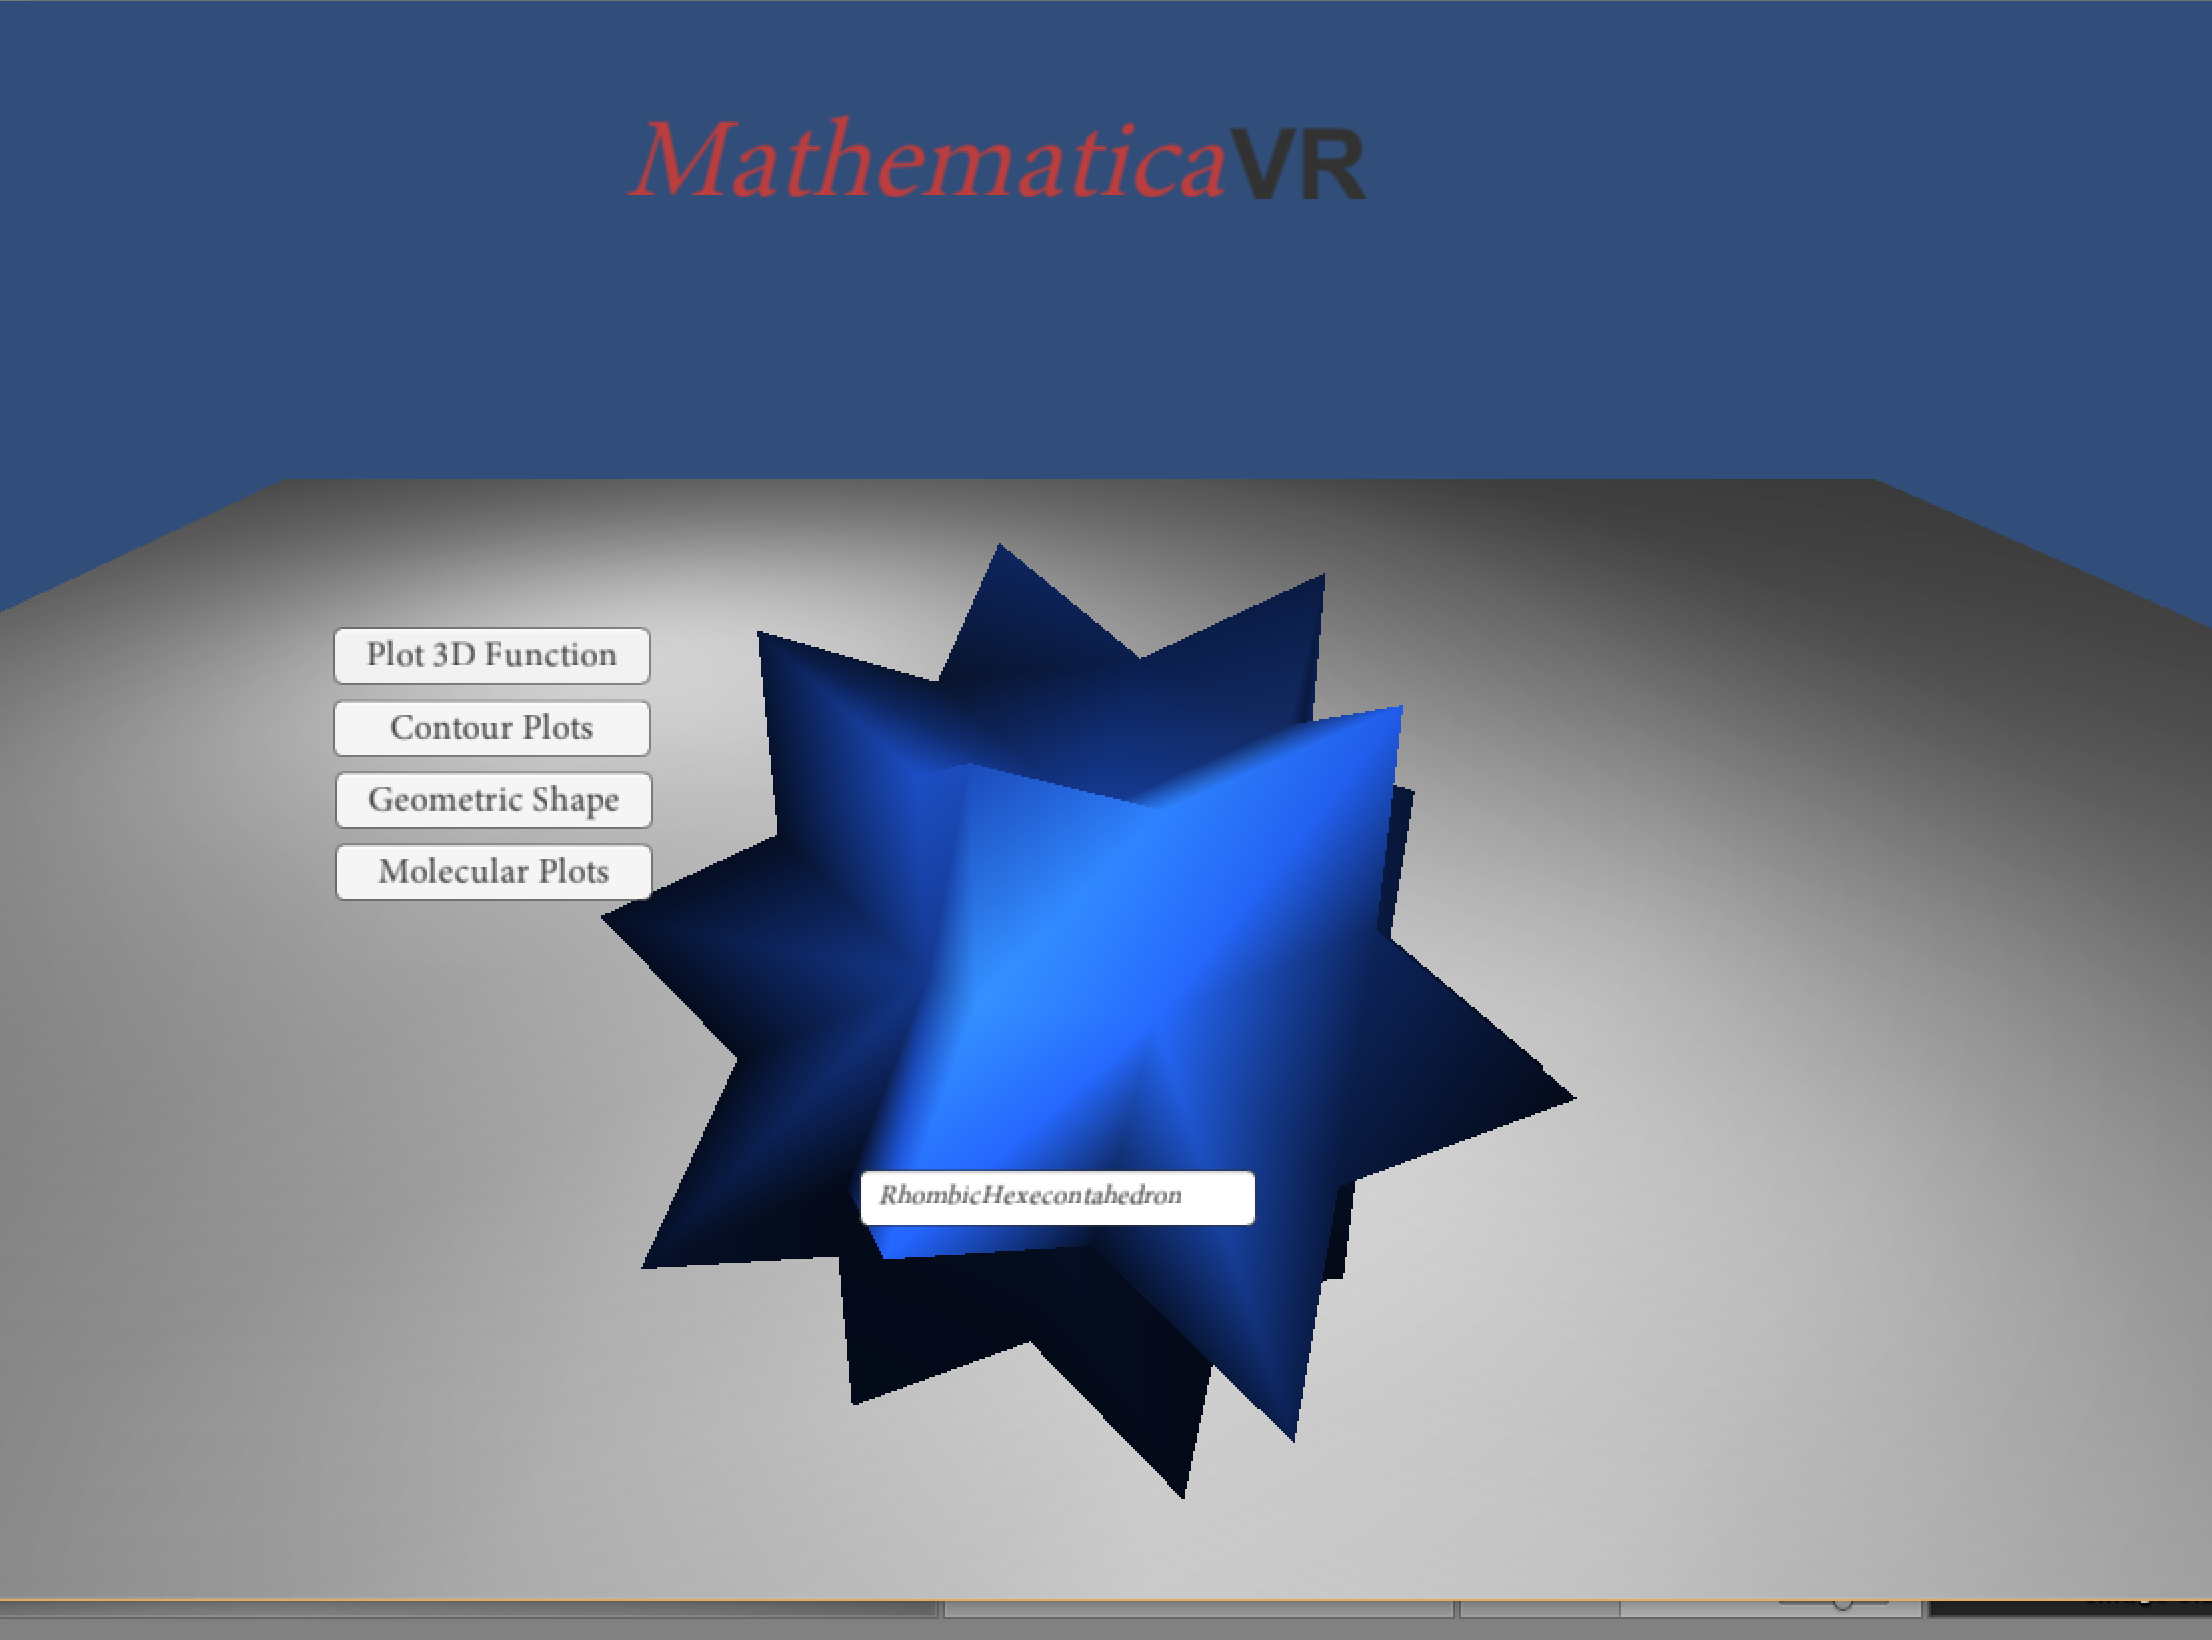 MathematicaVR
Plot 3D Function
Contour Plots
Geometric Shape
Molecular Plots
RhombicHexecontahedron